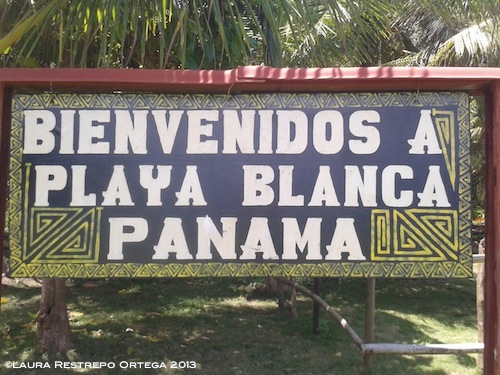 BIENVENIDOS A
PLAYA BLANCA
PANAMA
©LAURA RESTREPO ORTEGA 2013